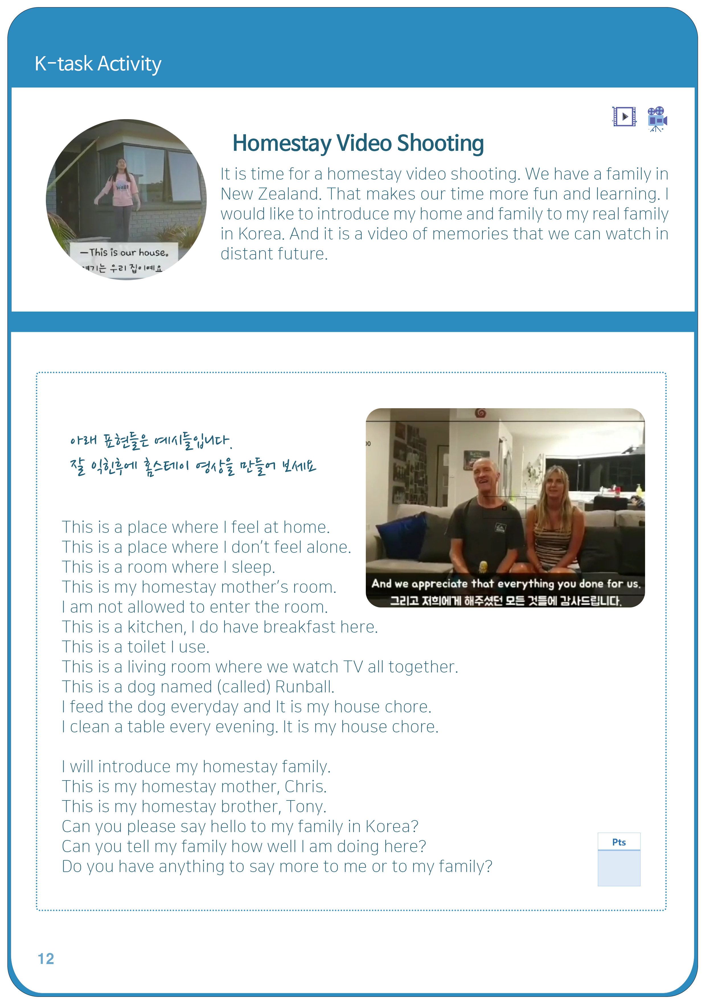 K-task Activity
Homestay Video Shooting
It is time for a homestay video shooting. We have a family in
New Zealand. That makes our time more fun and learning. I
would like to introduce my home and family to my real family
in Korea. And it is a video of memories that we can watch in
distant future.
—This is our house.
여기는 우리 집이예요
아래 표현들은 예시들입니다.
잘 익힌후에 홈스테이 영상을 만들어 보세요
00
And we appreciate that everything you done for us.
그리고 저희에게 해주셨던 모든 것들에 감사드립니다.
This is a place where I feel at home.
This is a place where I don't feel alone.
This is a room where I sleep.
This is my homestay mother's room.
I am not allowed to enter the room.
This is a kitchen, I do have breakfast here.
This is a toilet I use.
This is a living room where we watch TV all together.
This is a dog named (called) Runball.
I feed the dog everyday and It is my house chore.
I clean a table every evening. It is my house chore.
I will introduce my homestay family.
This is my homestay mother, Chris.
This is my homestay brother, Tony.
Can you please say hello to my family in Korea?
Can you tell my family how well I am doing here?
Do you have anything to say more to me or to my family?
Pts
12